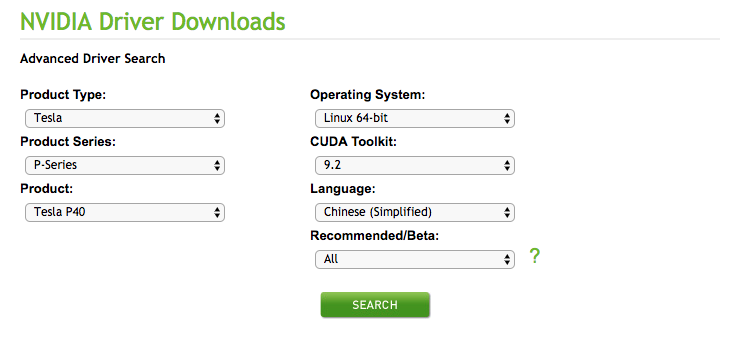 NVIDIA Driver Downloads
Advanced Driver Search
Product Type:
Tesla
Operating System:
Linux 64-bit
Product Series:
P-Series
CUDA Toolkit:
9.2
Product:
Tesla P40
Language:
Chinese (Simplified)
Recommended/Beta:
All
?
SEARCH